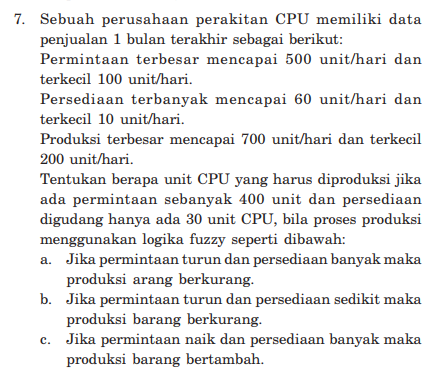 7. Sebuah perusahaan perakitan CPU memiliki data
penjualan 1 bulan terakhir sebagai berikut:
Permintaan terbesar mencapai 500 unit/hari dan
terkecil 100 unit/hari.
Persediaan terbanyak mencapai 60 unit/hari dan
terkecil 10 unit/hari.
Produksi terbesar mencapai 700 unit/hari dan terkecil
200 unit/hari.
Tentukan berapa unit CPU yang harus diproduksi jika
ada permintaan sebanyak 400 unit dan persediaan
digudang hanya ada 30 unit CPU, bila proses produksi
menggunakan logika fuzzy seperti dibawah:
a. Jika permintaan turun dan persediaan banyak maka
produksi arang berkurang.
b. Jika permintaan turun dan persediaan sedikit maka
produksi barang berkurang.
c. Jika permintaan naik dan persediaan banyak maka
produksi barang bertambah.